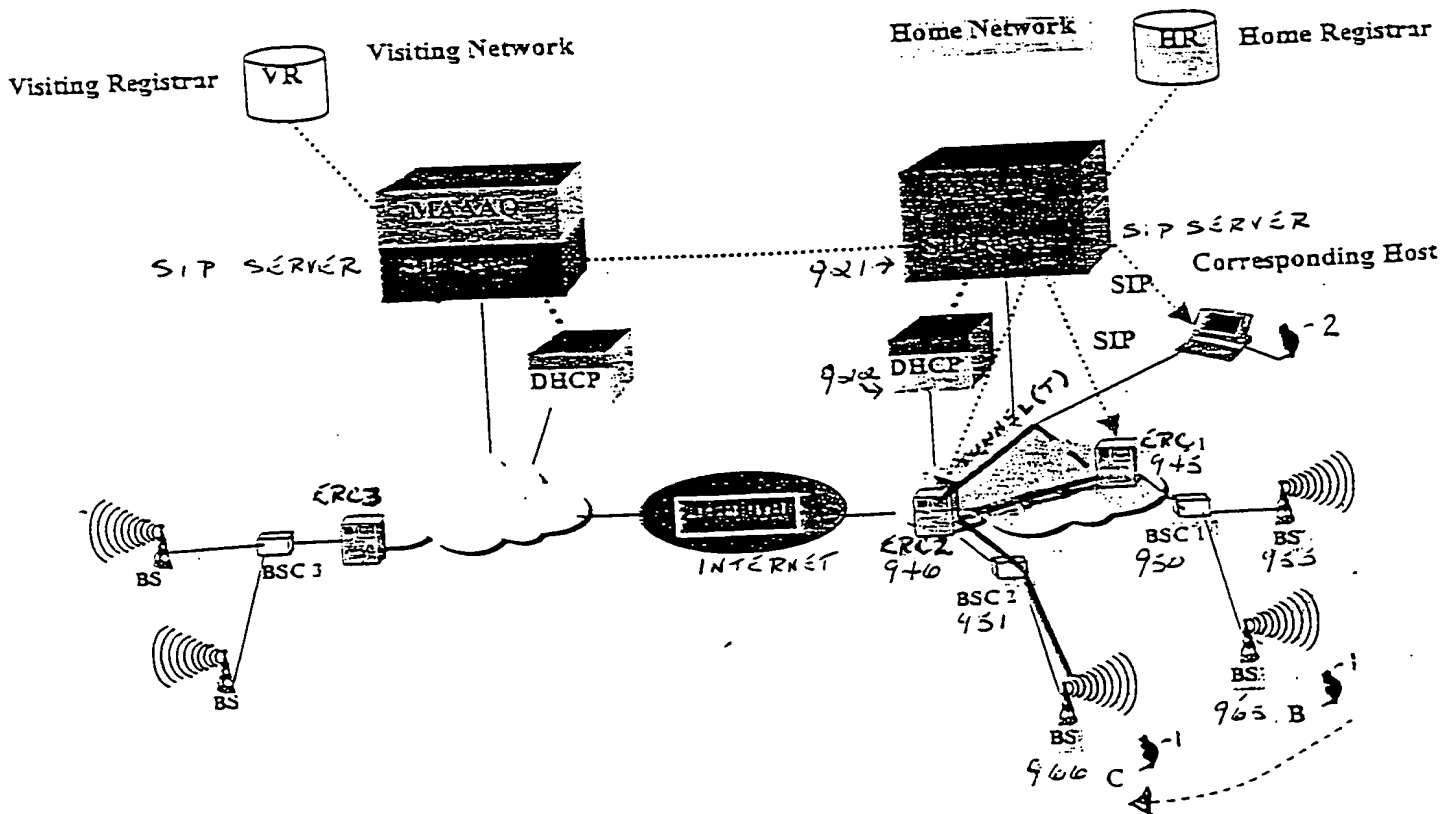 Visiting Network
Home Network
HR
Home Registrar
Visiting Registrar
VR
MAAAQ
SIP SERVER
SIP SERVER
921
Corresponding Host
SIP
SIP
-2
DHCP
922
DHCP
TUNNEL(T)
ERC1
945
ERC3
BS
BSC 3
INTERNET
ERC2
946
BSC 1
950
BS
955
BSC 2
951
BS
BS
965
B
-1
BS
966
C
-1